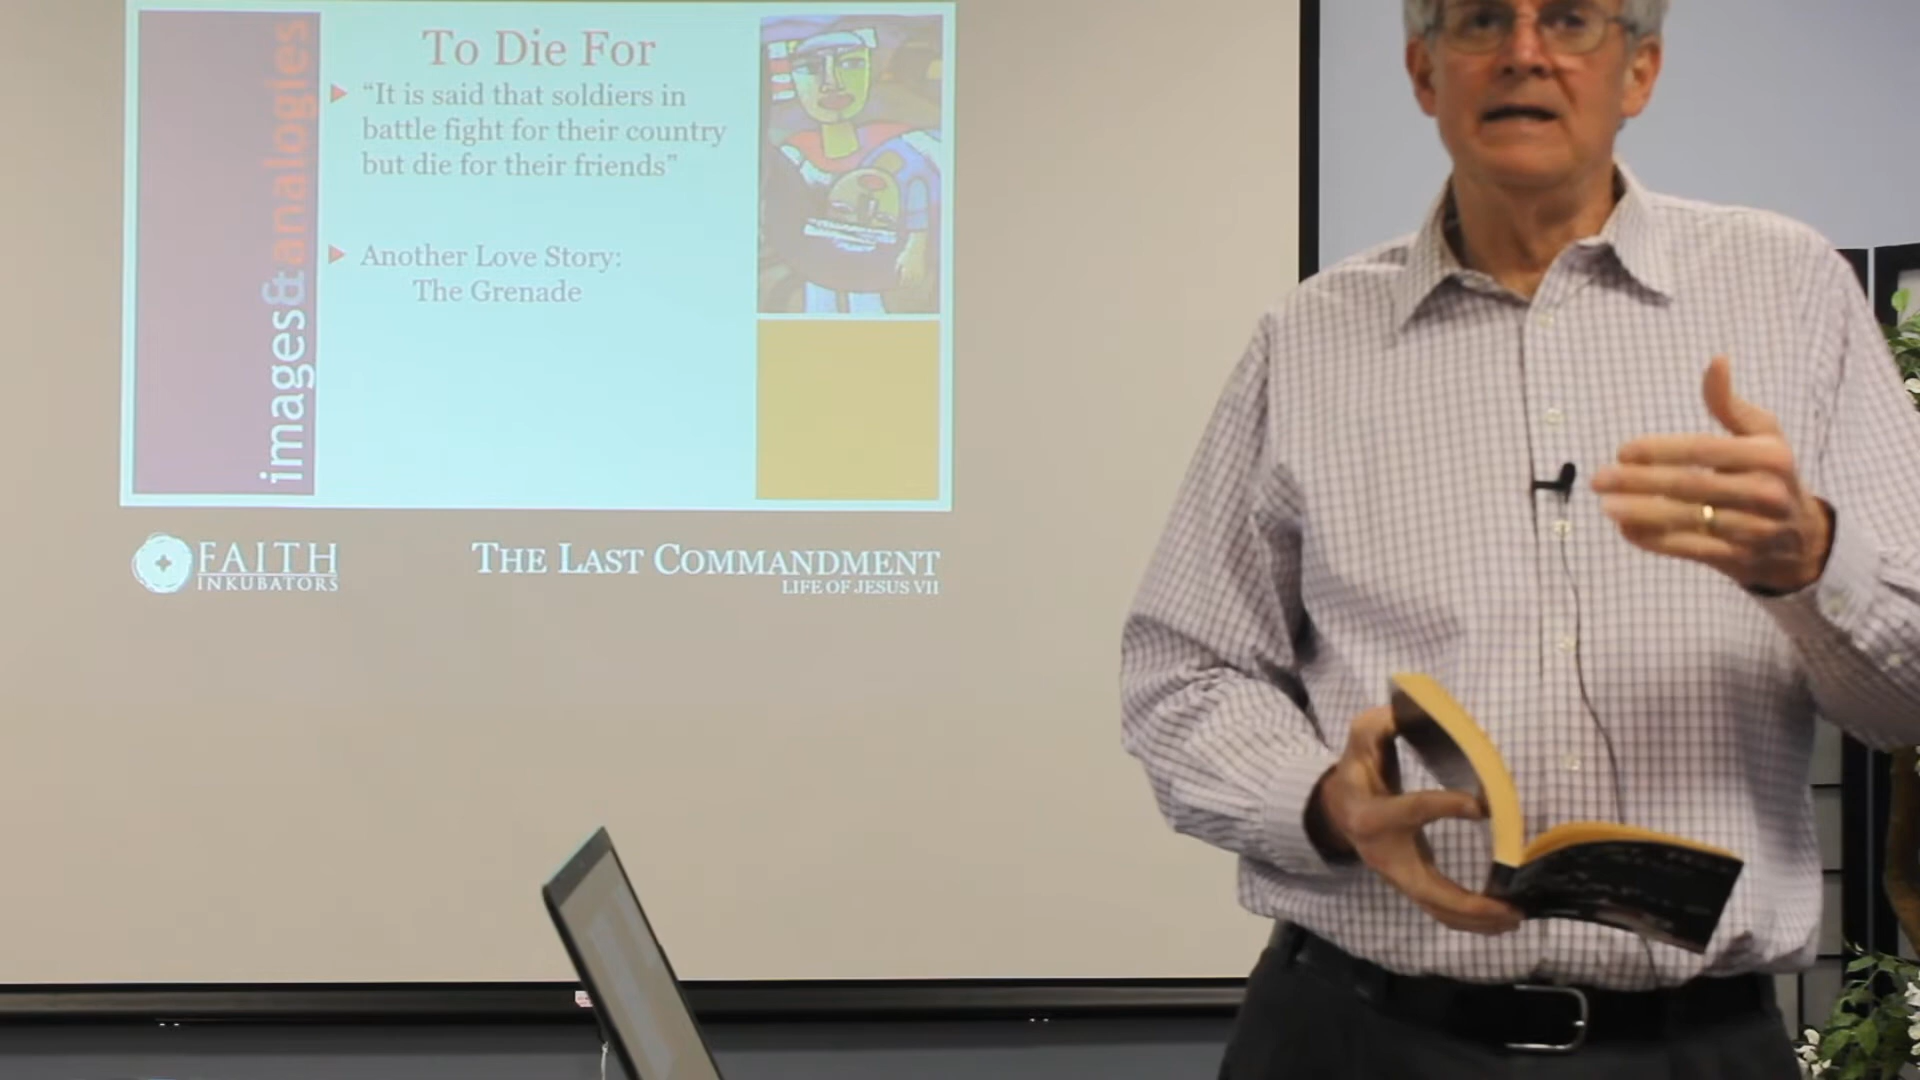 images&analogies
To Die For
“It is said that soldiers in
battle fight for their country
but die for their friends”
Another Love Story:
The Grenade
FAITH
INKUBATORS
THE LAST COMMANDMENT
LIFE OF JESUS VII